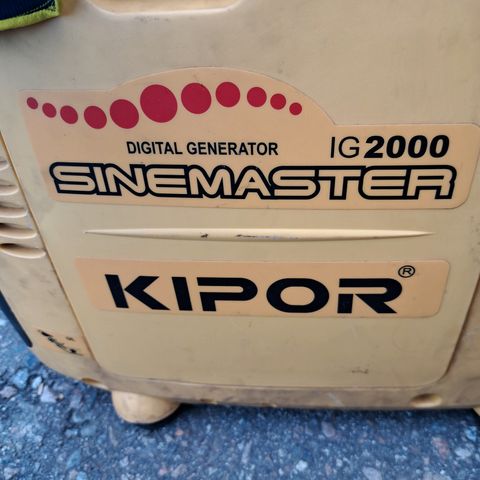 DIGITAL GENERATOR IG2000
SINEMASTER
KIPOR®